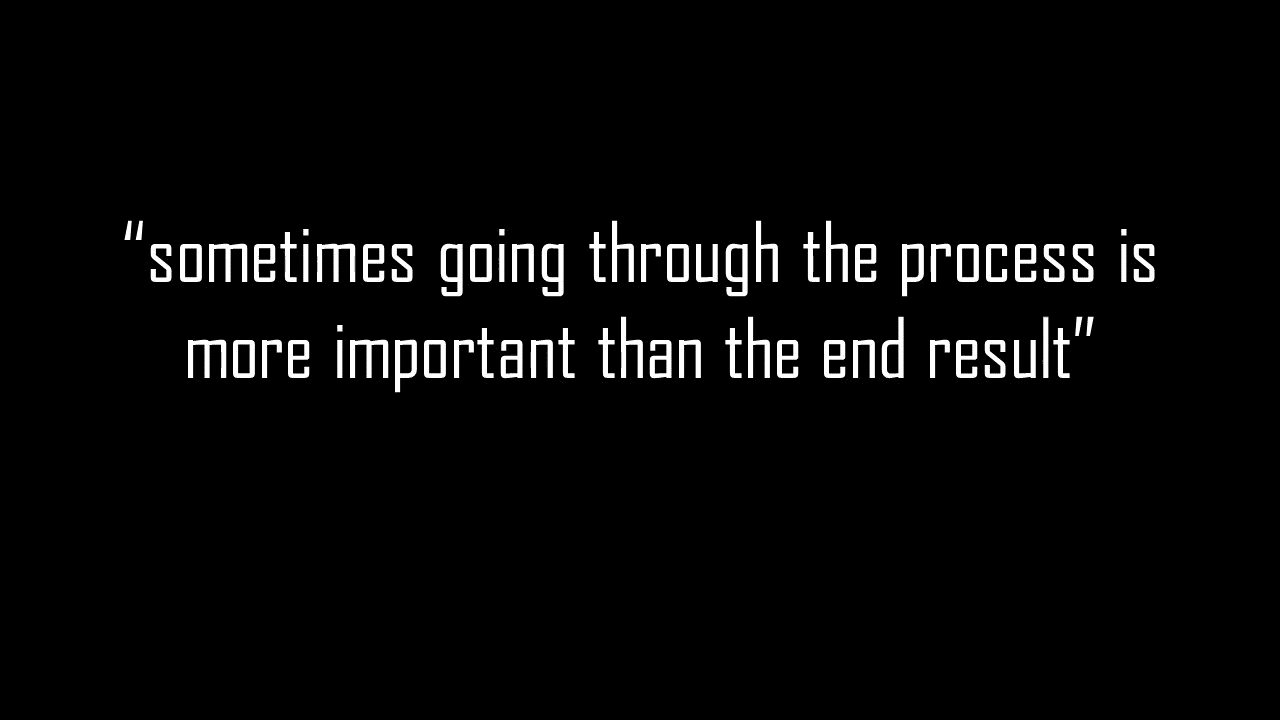 “sometimes going through the process is
more important than the end result”